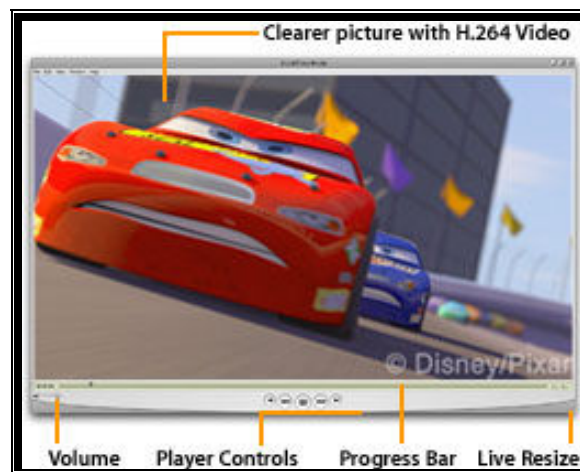 Clearer picture with H.264 Video
© Disney/Pixar
Volume Player Controls Progress Bar Live Resize